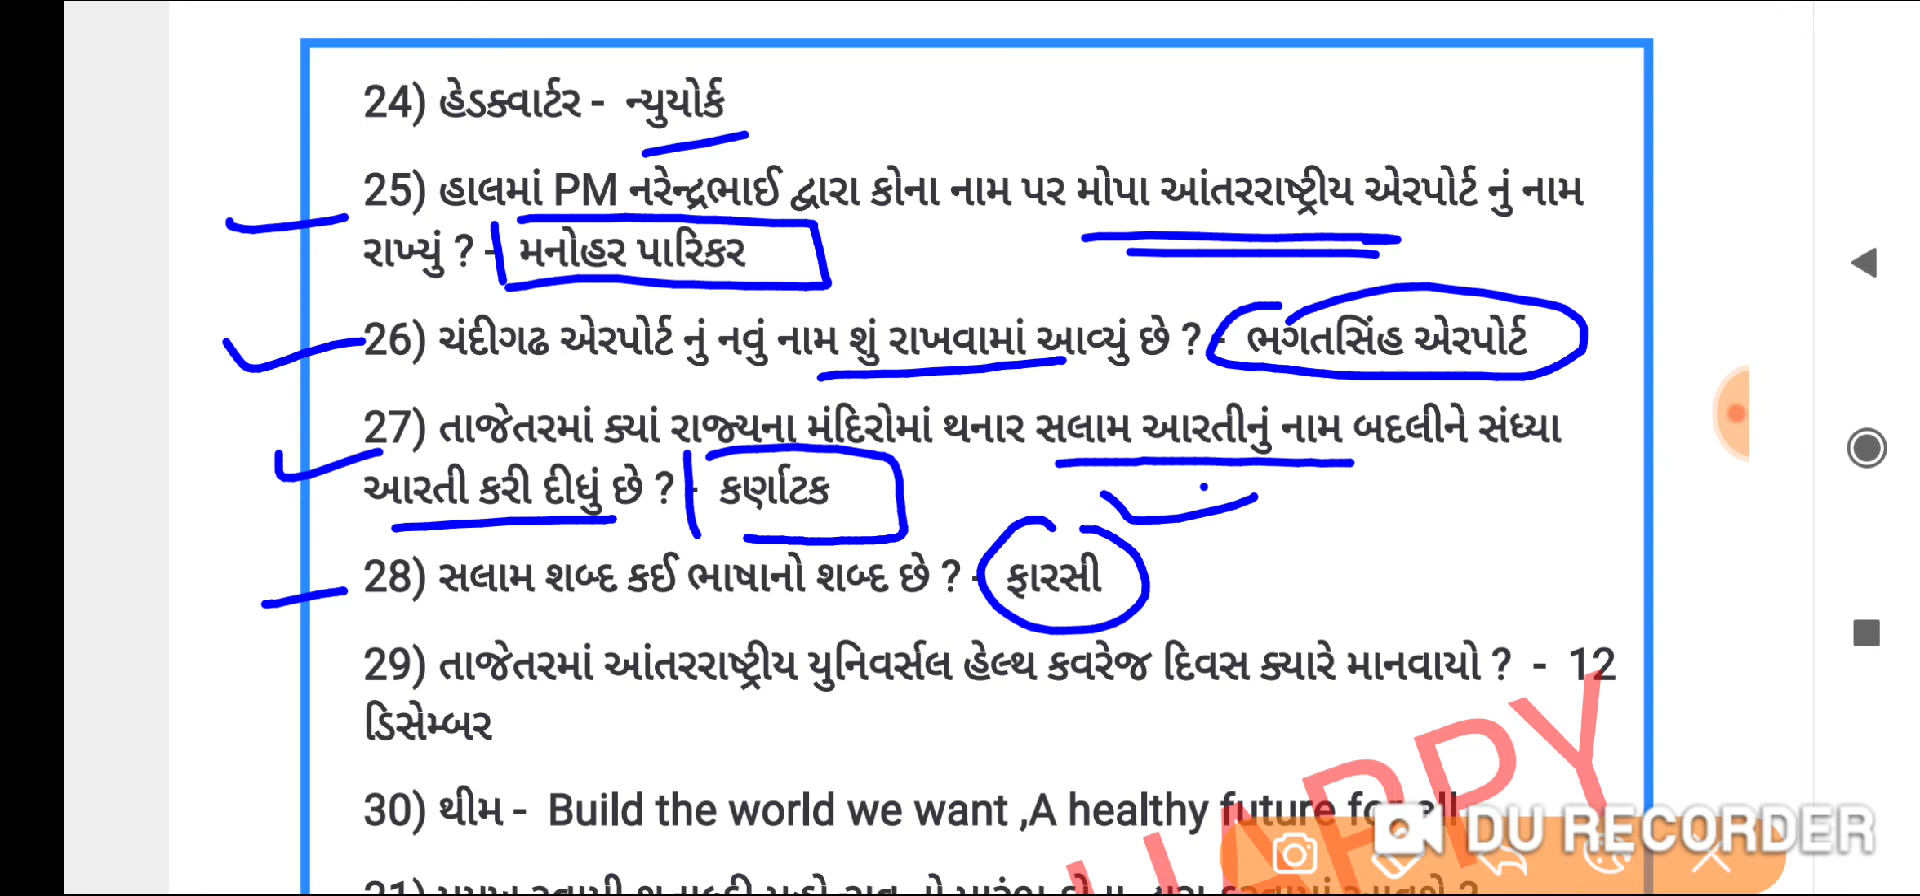 24) હેડક્વાર્ટર - ન્યુયોર્ક
25) હાલમાં PM નરેન્દ્રભાઈ દ્વારા કોના નામ પર મોપા આંતરરાષ્ટ્રીય એરપોર્ટ નું નામ
રાખ્યું ? - મનોહર પારિકર
26) ચંદીગઢ એરપોર્ટ નું નવું નામ શું રાખવામાં આવ્યું છે ? - ભગતસિંહ એરપોર્ટ
27) તાજેતરમાં ક્યાં રાજ્યના મંદિરોમાં થનાર સલામ આરતીનું નામ બદલીને સંધ્યા
આરતી કરી દીધું છે ? - કર્ણાટક
28) સલામ શબ્દ કઈ ભાષાનો શબ્દ છે ? - ફારસી
29) તાજેતરમાં આંતરરાષ્ટ્રીય યુનિવર્સલ હેલ્થ કવરેજ દિવસ ક્યારે માનવાયો ? - 12
ડિસેમ્બર
30) થીમ - Build the world we want ,A healthy future for all
HAPPY
DU RECORDER